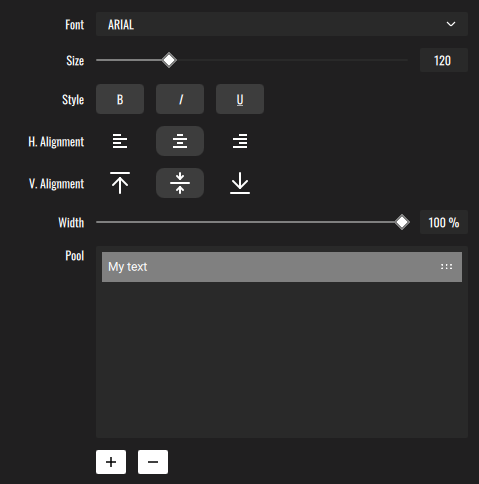 Font ARIAL
Size 120
Style B I U
H. Alignment
V. Alignment
Width 100 %
Pool
My text